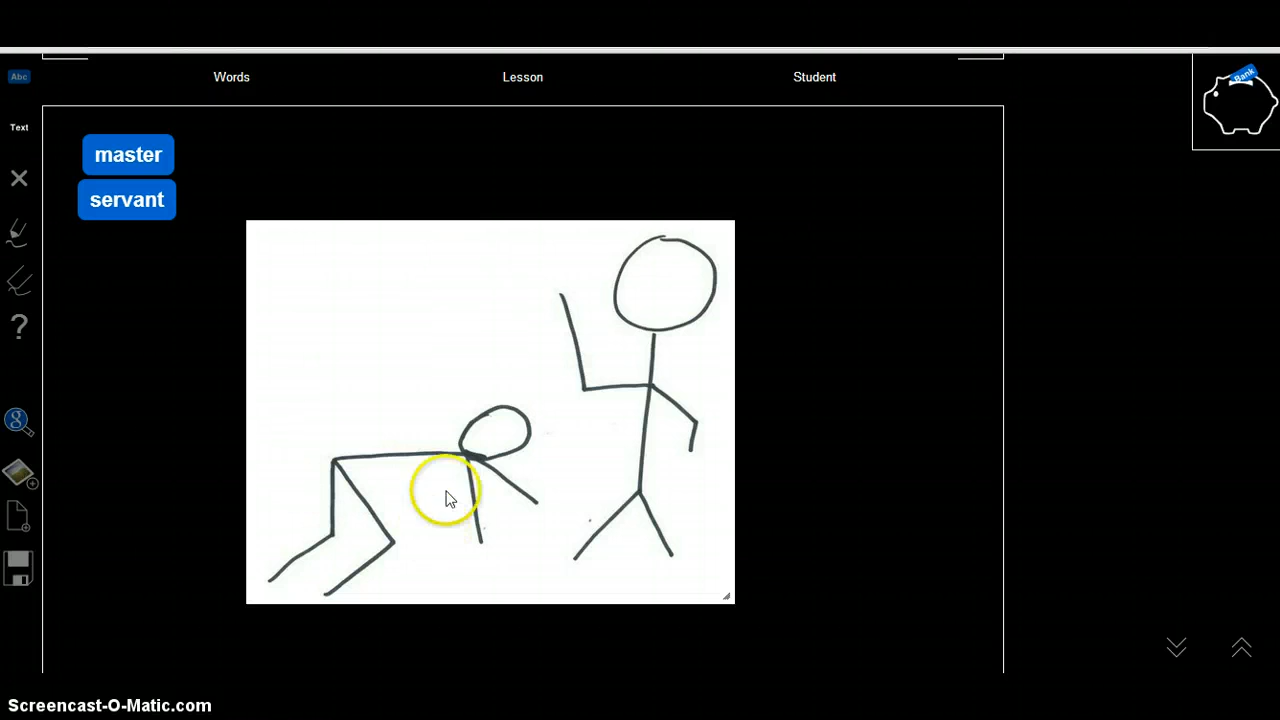 Abc
Words
Lesson
Student
Bank
Text
master
servant
?
g
Screencast-O-Matic.com